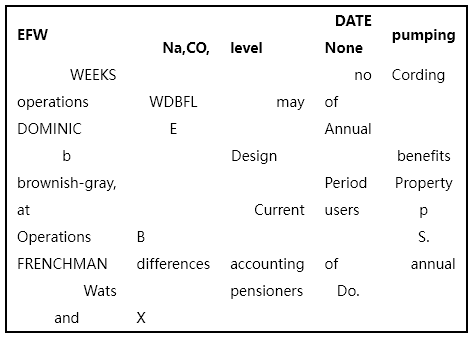 EFW Na,CO, level DATE None pumping
WEEKS no Cording
operations WDBFL may of
DOMINIC E Annual
b Design benefits
brownish-gray, Period Property
at Current users p
Operations B S.
FRENCHMAN differences accounting of annual
Wats pensioners Do.
and X